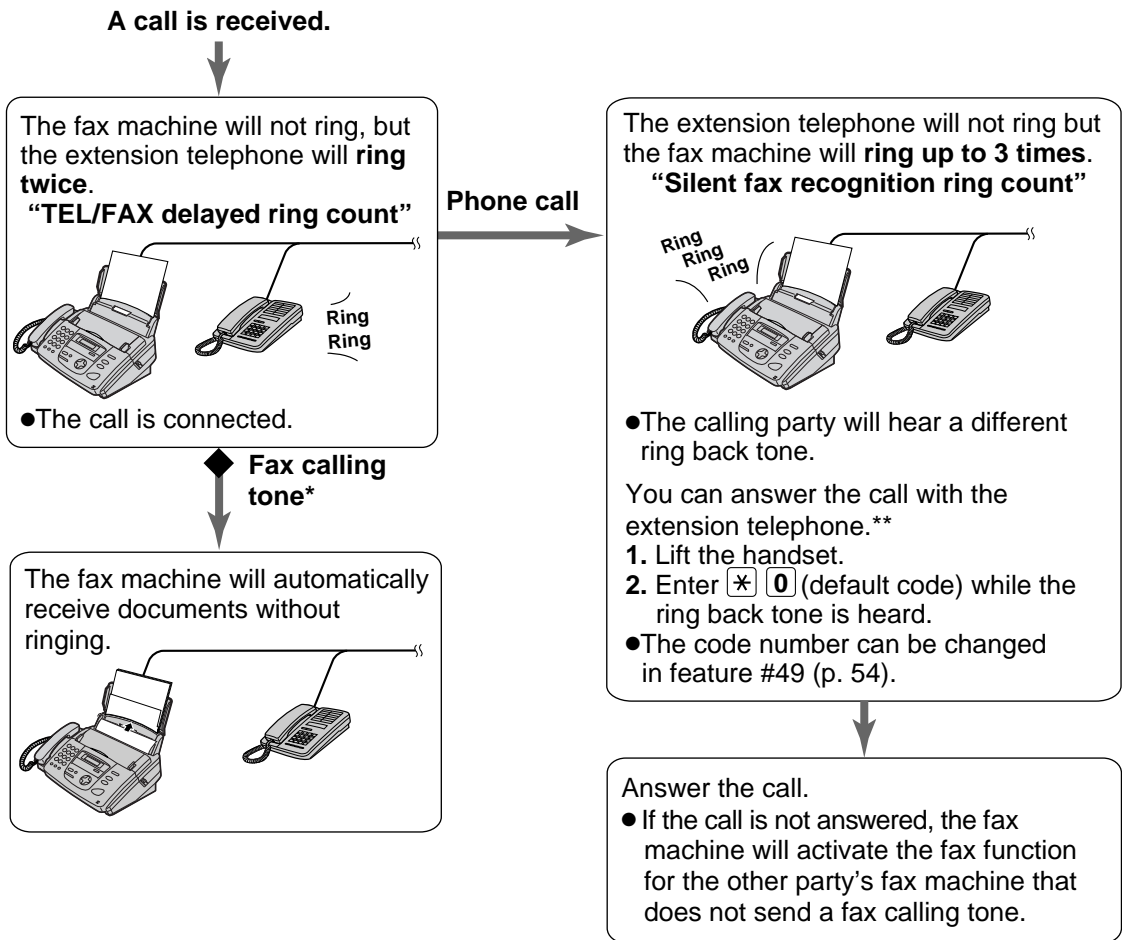 A call is received.
The fax machine will not ring, but
the extension telephone will ring
twice.
“TEL/FAX delayed ring count”
Ring
Ring
●The call is connected.
Phone call
Fax calling
tone*
The fax machine will automatically
receive documents without
ringing.
The extension telephone will not ring but
the fax machine will ring up to 3 times.
“Silent fax recognition ring count”
Ring
Ring
Ring
●The calling party will hear a different
ring back tone.
You can answer the call with the
extension telephone.**
1. Lift the handset.
2. Enter * 0 (default code) while the
ring back tone is heard.
●The code number can be changed
in feature #49 (p. 54).
Answer the call.
● If the call is not answered, the fax
machine will activate the fax function
for the other party’s fax machine that
does not send a fax calling tone.